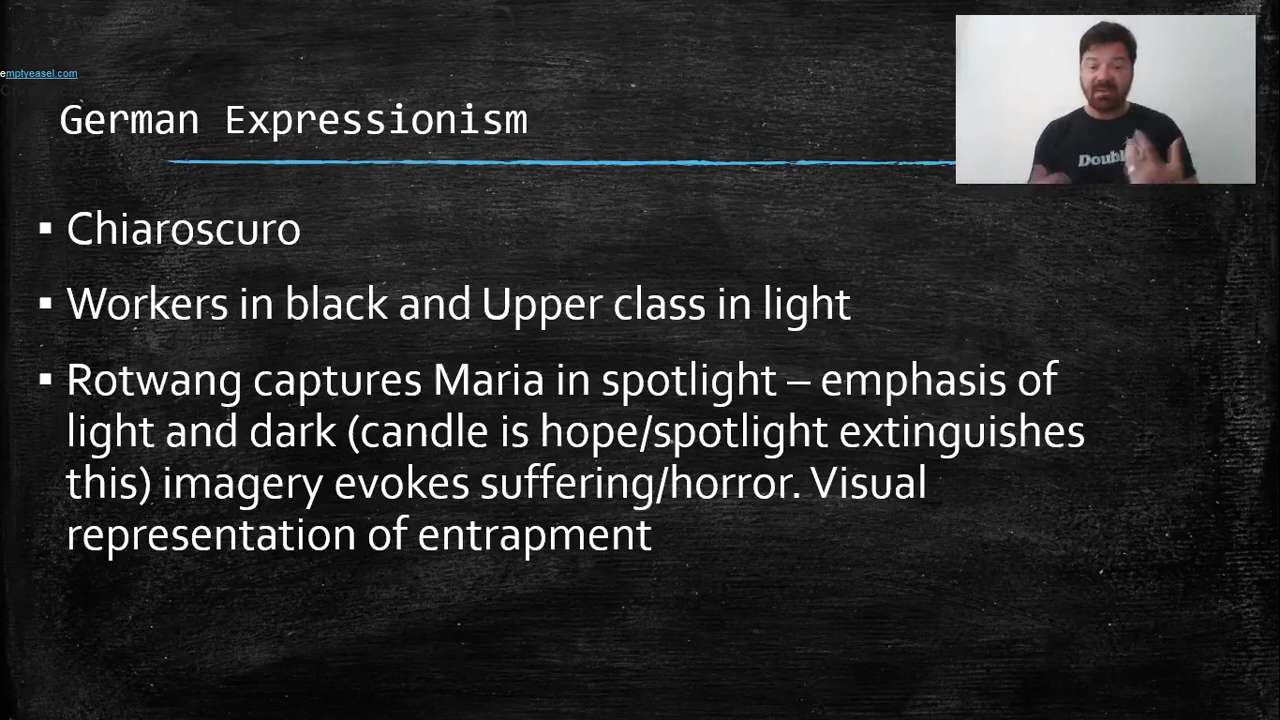 emptyeasel.com
German Expressionism
▪ Chiaroscuro
▪ Workers in black and Upper class in light
▪ Rotwang captures Maria in spotlight – emphasis of
light and dark (candle is hope/spotlight extinguishes
this) imagery evokes suffering/horror. Visual
representation of entrapment